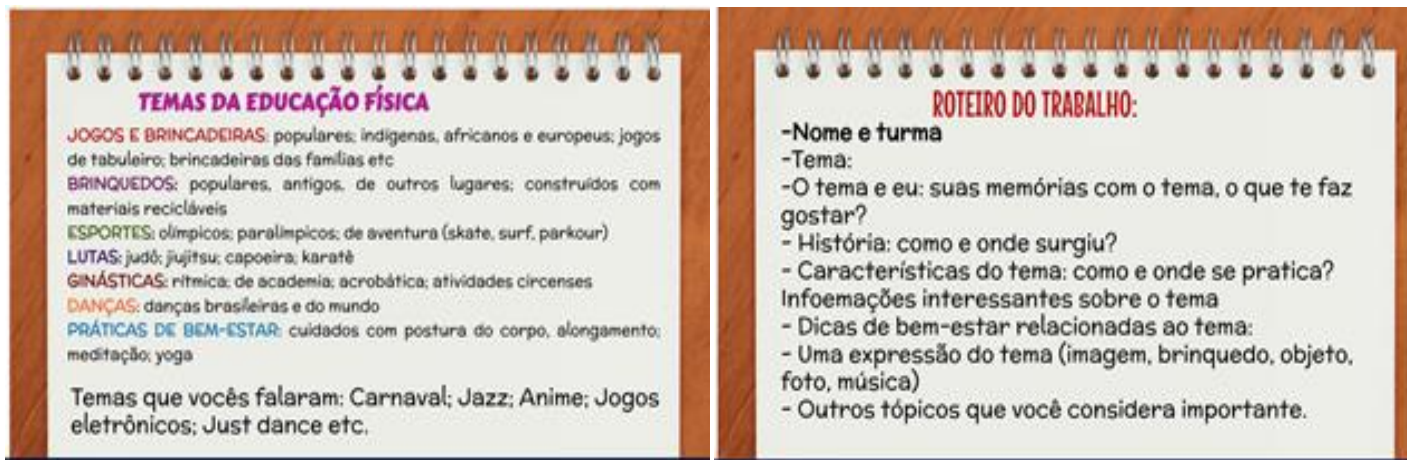 TEMAS DA EDUCAÇÃO FÍSICA
JOGOS E BRINCADEIRAS: populares; indígenas, africanos e europeus; jogos
de tabuleiro; brincadeiras das famílias etc
BRINQUEDOS: populares, antigos, de outros lugares; construídos com
materiais recicláveis
ESPORTES: olímpicos; paralímpicos; de aventura (skate, surf, parkour)
LUTAS: judô; jiujitsu; capoeira; karatê
GINÁSTICAS: rítmica; de academia; acrobática; atividades circenses
DANÇAS: danças brasileiras e do mundo
PRÁTICAS DE BEM-ESTAR: cuidados com postura do corpo, alongamento;
meditação; yoga
Temas que vocês falaram: Carnaval; Jazz; Anime; Jogos
eletrônicos; Just dance etc.
ROTEIRO DO TRABALHO:
-Nome e turma
-Tema:
-O tema e eu: suas memórias com o tema, o que te faz
gostar?
- História: como e onde surgiu?
- Características do tema: como e onde se pratica?
Infoemações interessantes sobre o tema
- Dicas de bem-estar relacionadas ao tema:
- Uma expressão do tema (imagem, brinquedo, objeto,
foto, música)
- Outros tópicos que você considera importante.